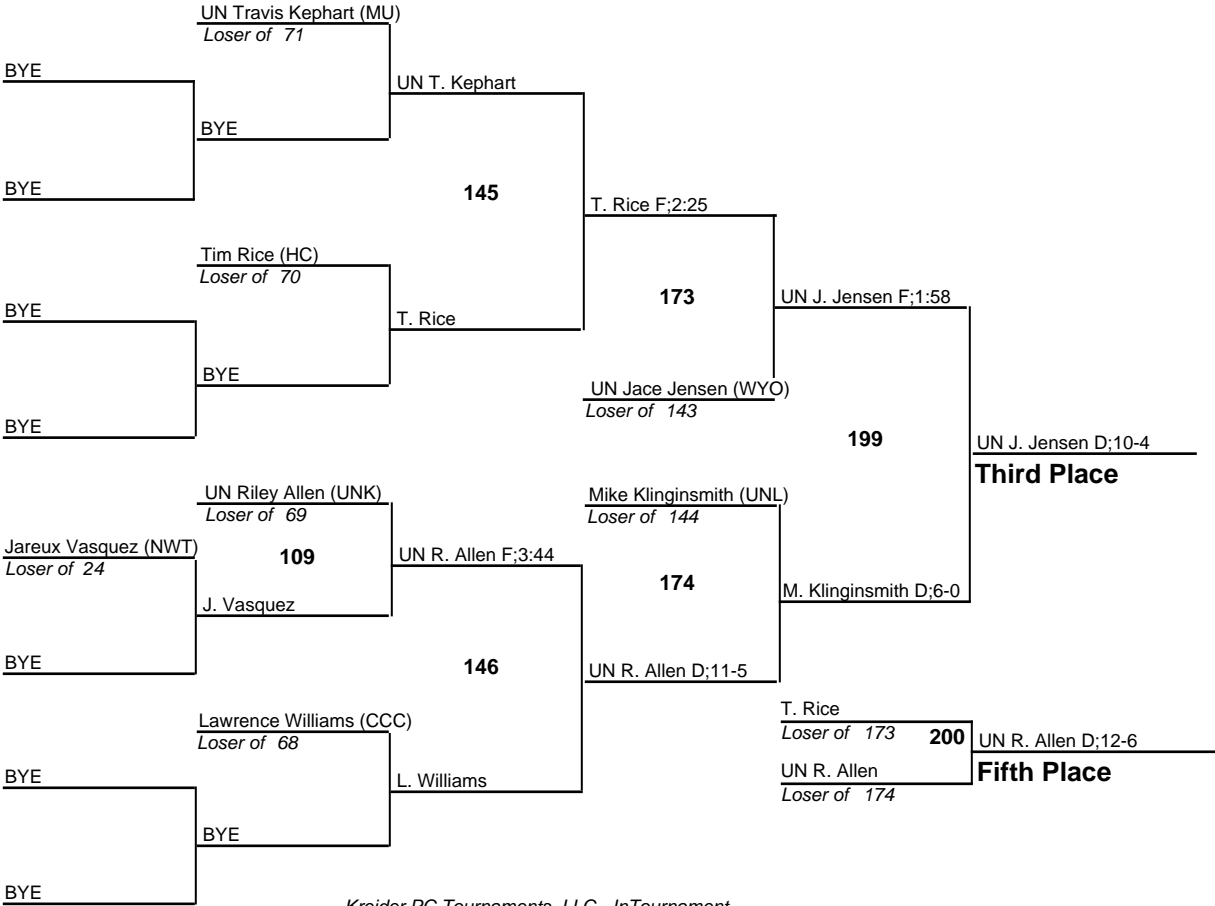 UN Travis Kephart (MU)
Loser of 71
BYE
UN T. Kephart
BYE
BYE
145
T. Rice F;2:25
Tim Rice (HC)
Loser of 70
BYE
173
UN J. Jensen F;1:58
T. Rice
BYE
UN Jace Jensen (WYO)
Loser of 143
BYE
199
UN J. Jensen D;10-4
Third Place
UN Riley Allen (UNK)
Loser of 69
Mike Klinginsmith (UNL)
Loser of 144
Jareux Vasquez (NWT)
Loser of 24
109
UN R. Allen F;3:44
174
M. Klinginsmith D;6-0
J. Vasquez
BYE
146
UN R. Allen D;11-5
Lawrence Williams (CCC)
Loser of 68
T. Rice
Loser of 173
200
UN R. Allen D;12-6
Fifth Place
UN R. Allen
Loser of 174
BYE
L. Williams
BYE
BYE
Kreider PC Tournaments, LLC InTournament